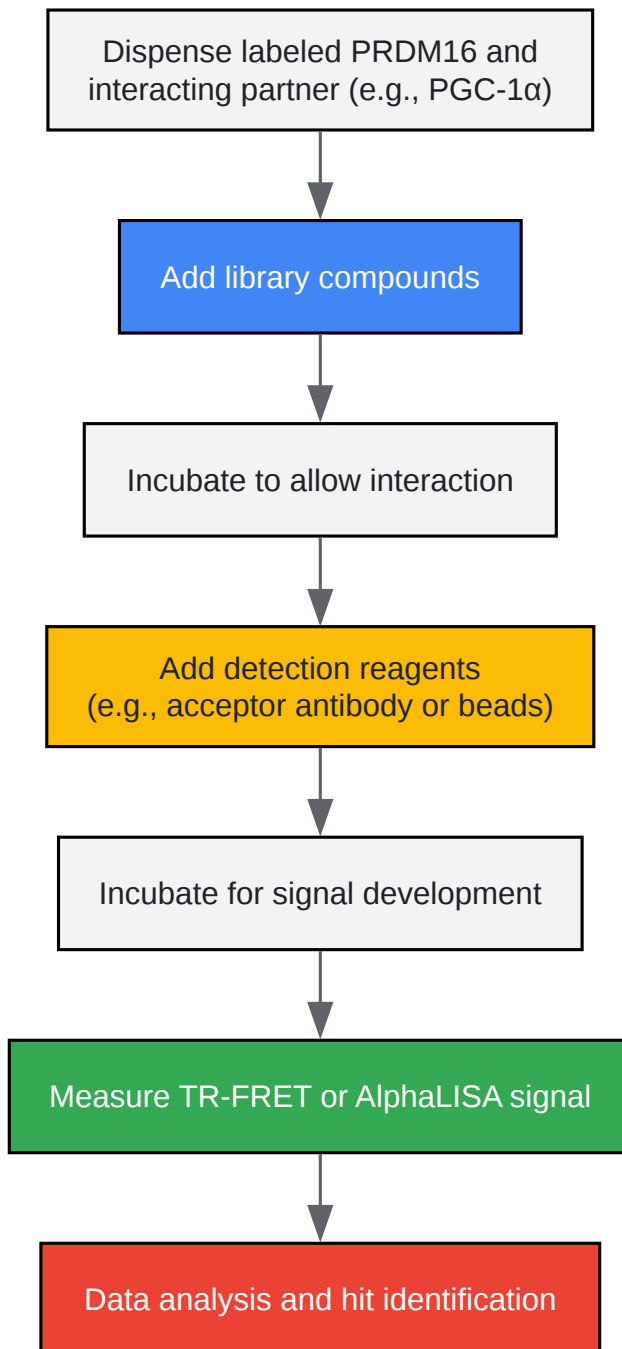 Dispense labeled PRDM16 and
interacting partner (e.g., PGC-1α)
Add library compounds
Incubate to allow interaction
Add detection reagents
(e.g., acceptor antibody or beads)
Incubate for signal development
Measure TR-FRET or AlphaLISA signal
Data analysis and hit identification